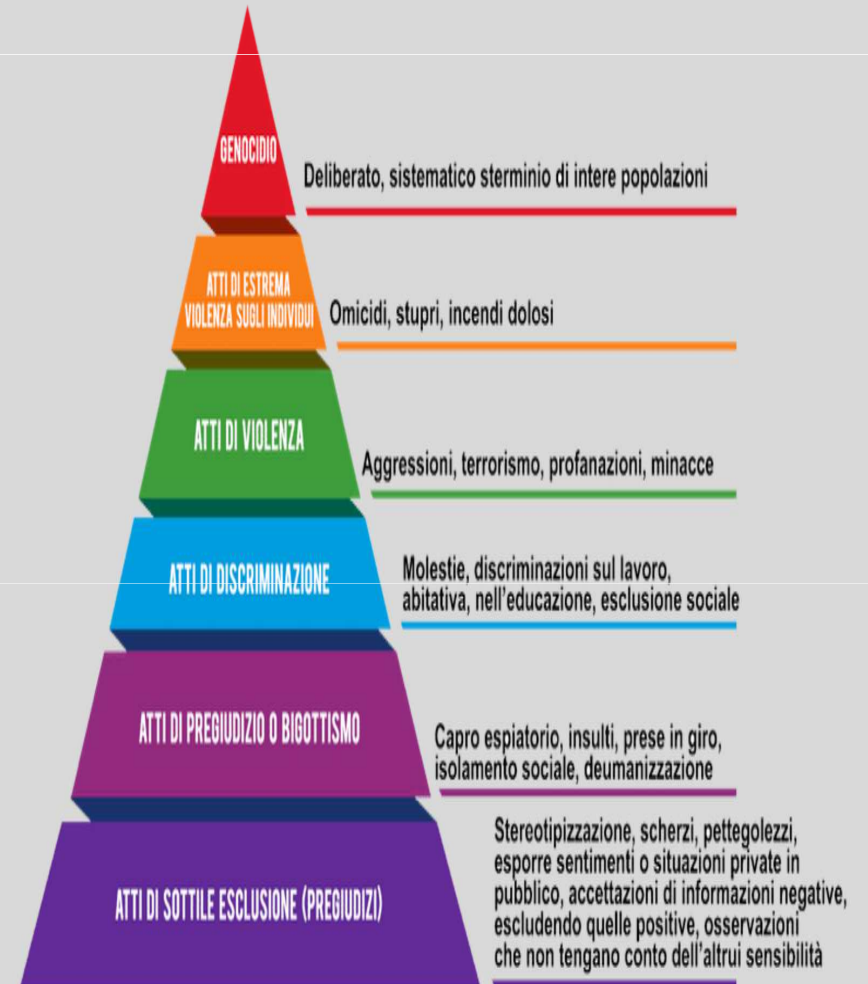 GENOCIDIO
Deliberato, sistematico sterminio di intere popolazioni
ATTI DI ESTREMA
VIOLENZA SUGLI INDIVIDUI
Omicidi, stupri, incendi dolosi
ATTI DI VIOLENZA
Aggressioni, terrorismo, profanazioni, minacce
ATTI DI DISCRIMINAZIONE
Molestie, discriminazioni sul lavoro,
abitativa, nell'educazione, esclusione sociale
ATTI DI PREGIUDIZIO O BIGOTTISMO
Capro espiatorio, insulti, prese in giro,
isolamento sociale, deumanizzazione
ATTI DI SOTTILE ESCLUSIONE (PREGIUDIZI)
Stereotipizzazione, scherzi, pettegolezzi,
esporre sentimenti o situazioni private in
pubblico, accettazioni di informazioni negative,
escludendo quelle positive, osservazioni
che non tengano conto dell'altrui sensibilità